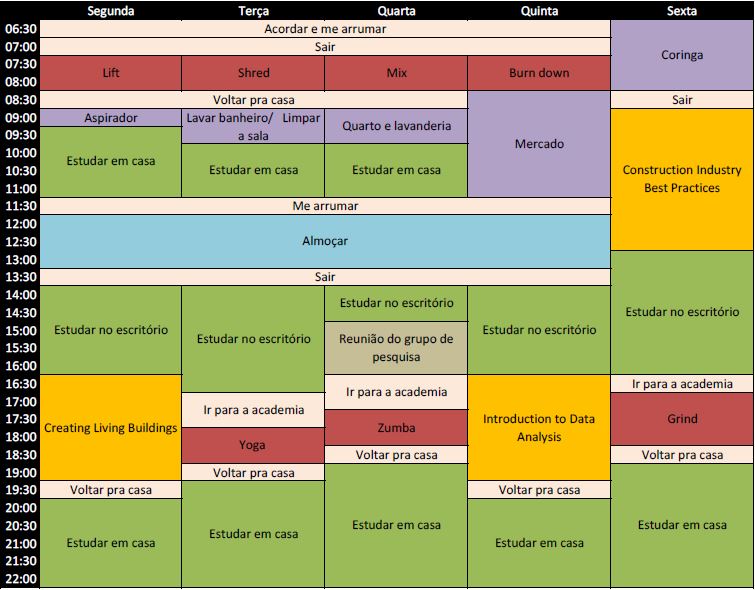 Segunda Terça Quarta Quinta Sexta
06:30 Acordar e me arrumar
07:00 Sair
Coringa
07:30
Lift Shred Mix Burn down
08:00
08:30 Voltar pra casa Sair
09:00 Aspirador Lavar banheiro/ Limpar
a sala
Quarto e lavanderia
09:30
Mercado
10:00 Estudar em casa
10:30 Estudar em casa Estudar em casa Construction Industry
Best Practices
11:00
11:30 Me arrumar
12:00
12:30 Almoçar
13:00
13:30 Sair
14:00 Estudar no escritório
14:30 Estudar no escritório
15:00 Estudar no escritório Estudar no escritório Reunião do grupo de
pesquisa
Estudar no escritório
15:30
16:00
16:30 Ir para a academia Ir para a academia
17:00 Ir para a academia
17:30 Creating Living Buildings Zumba Introduction to Data
Analysis
Grind
18:00 Yoga
18:30 Voltar pra casa Voltar pra casa
19:00 Voltar pra casa
19:30 Voltar pra casa Voltar pra casa
20:00
20:30 Estudar em casa Estudar em casa Estudar em casa
21:00 Estudar em casa Estudar em casa
21:30
22:00